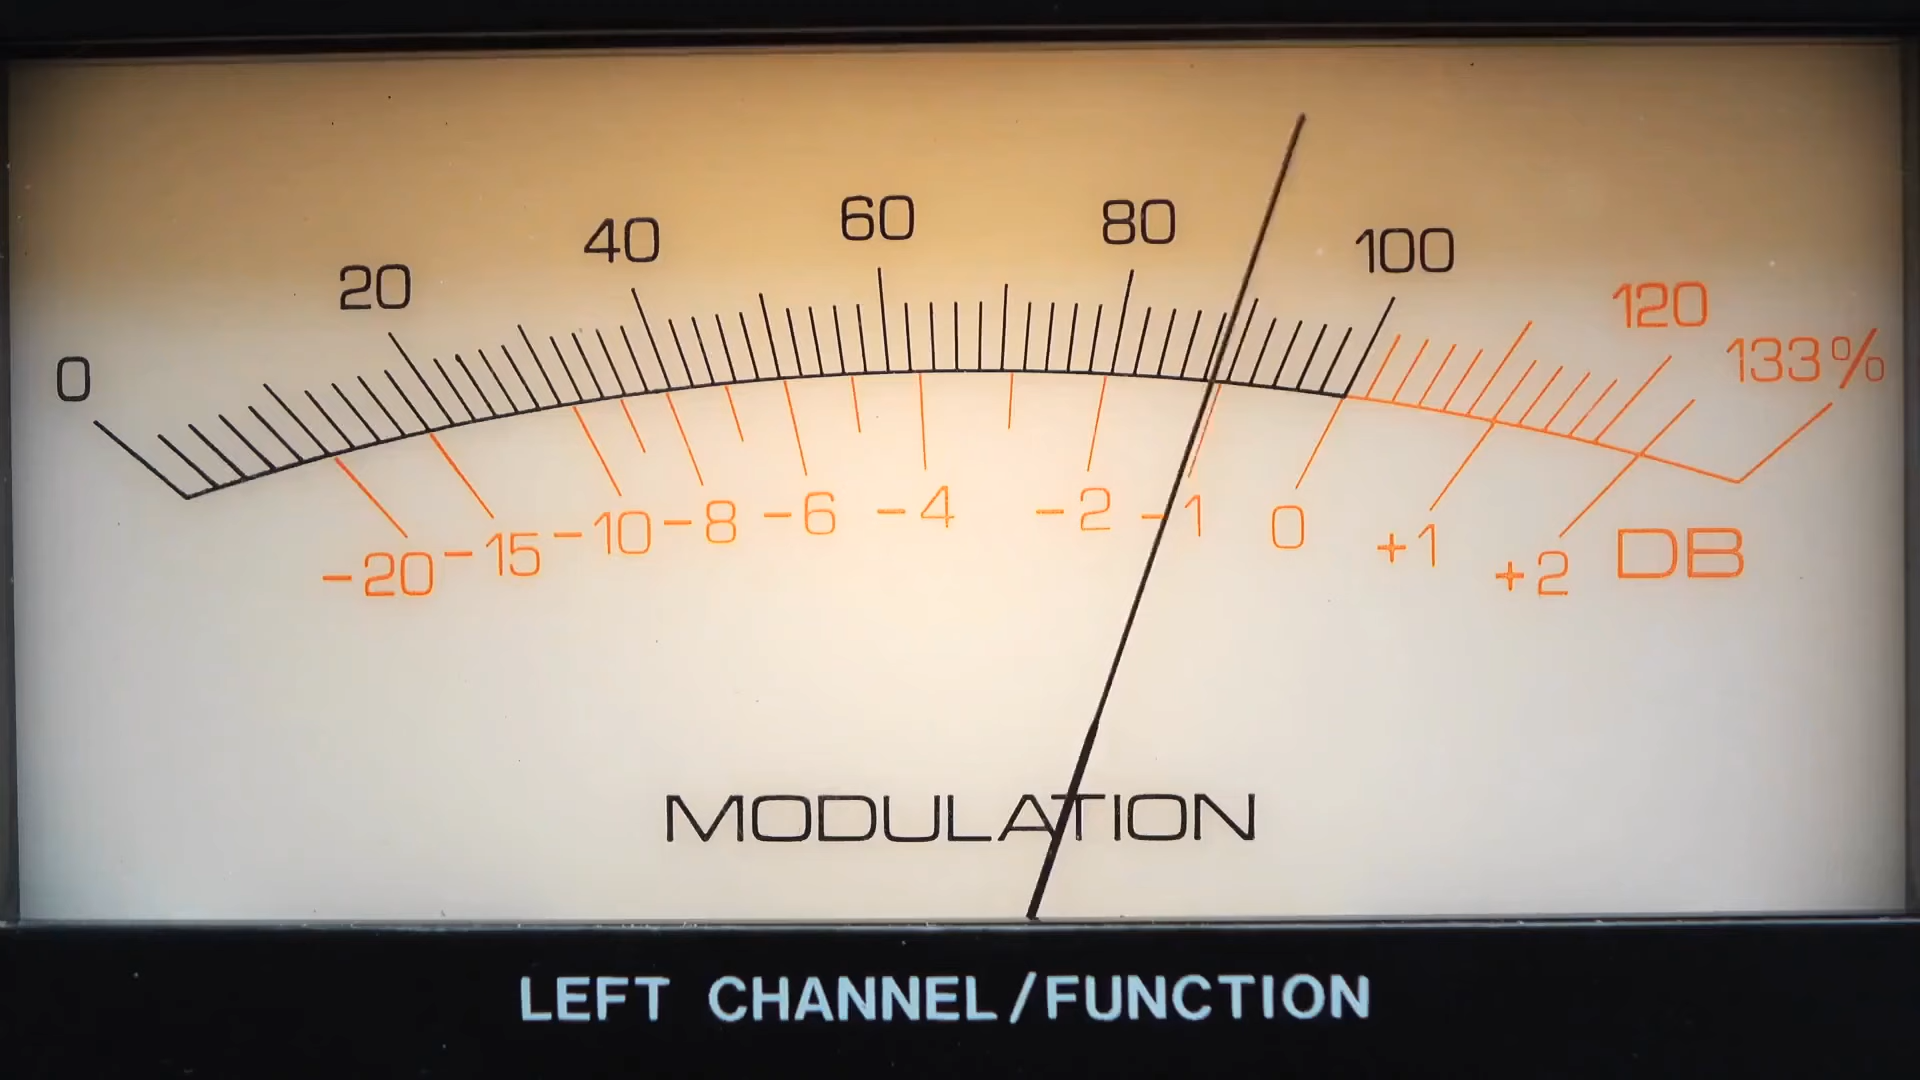 0 20 40 60 80 100 120 133%
-20 -15 -10 -8 -6 -4 -2 -1 0 +1 +2 DB
MODULATION
LEFT CHANNEL/FUNCTION